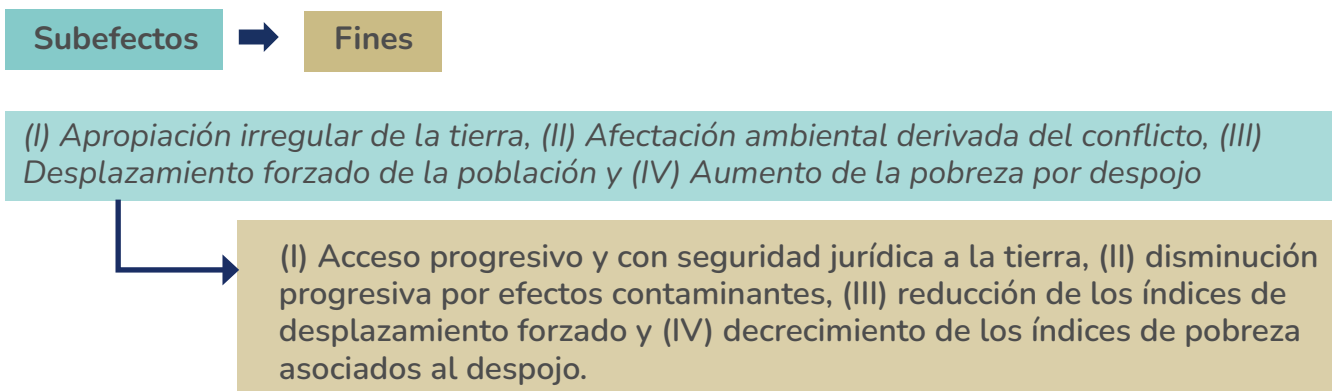 Subefectos Fines
(I) Apropiación irregular de la tierra, (II) Afectación ambiental derivada del conflicto, (III)
Desplazamiento forzado de la población y (IV) Aumento de la pobreza por despojo
(I) Acceso progresivo y con seguridad jurídica a la tierra, (II) disminución
progresiva por efectos contaminantes, (III) reducción de los índices de
desplazamiento forzado y (IV) decrecimiento de los índices de pobreza
asociados al despojo.